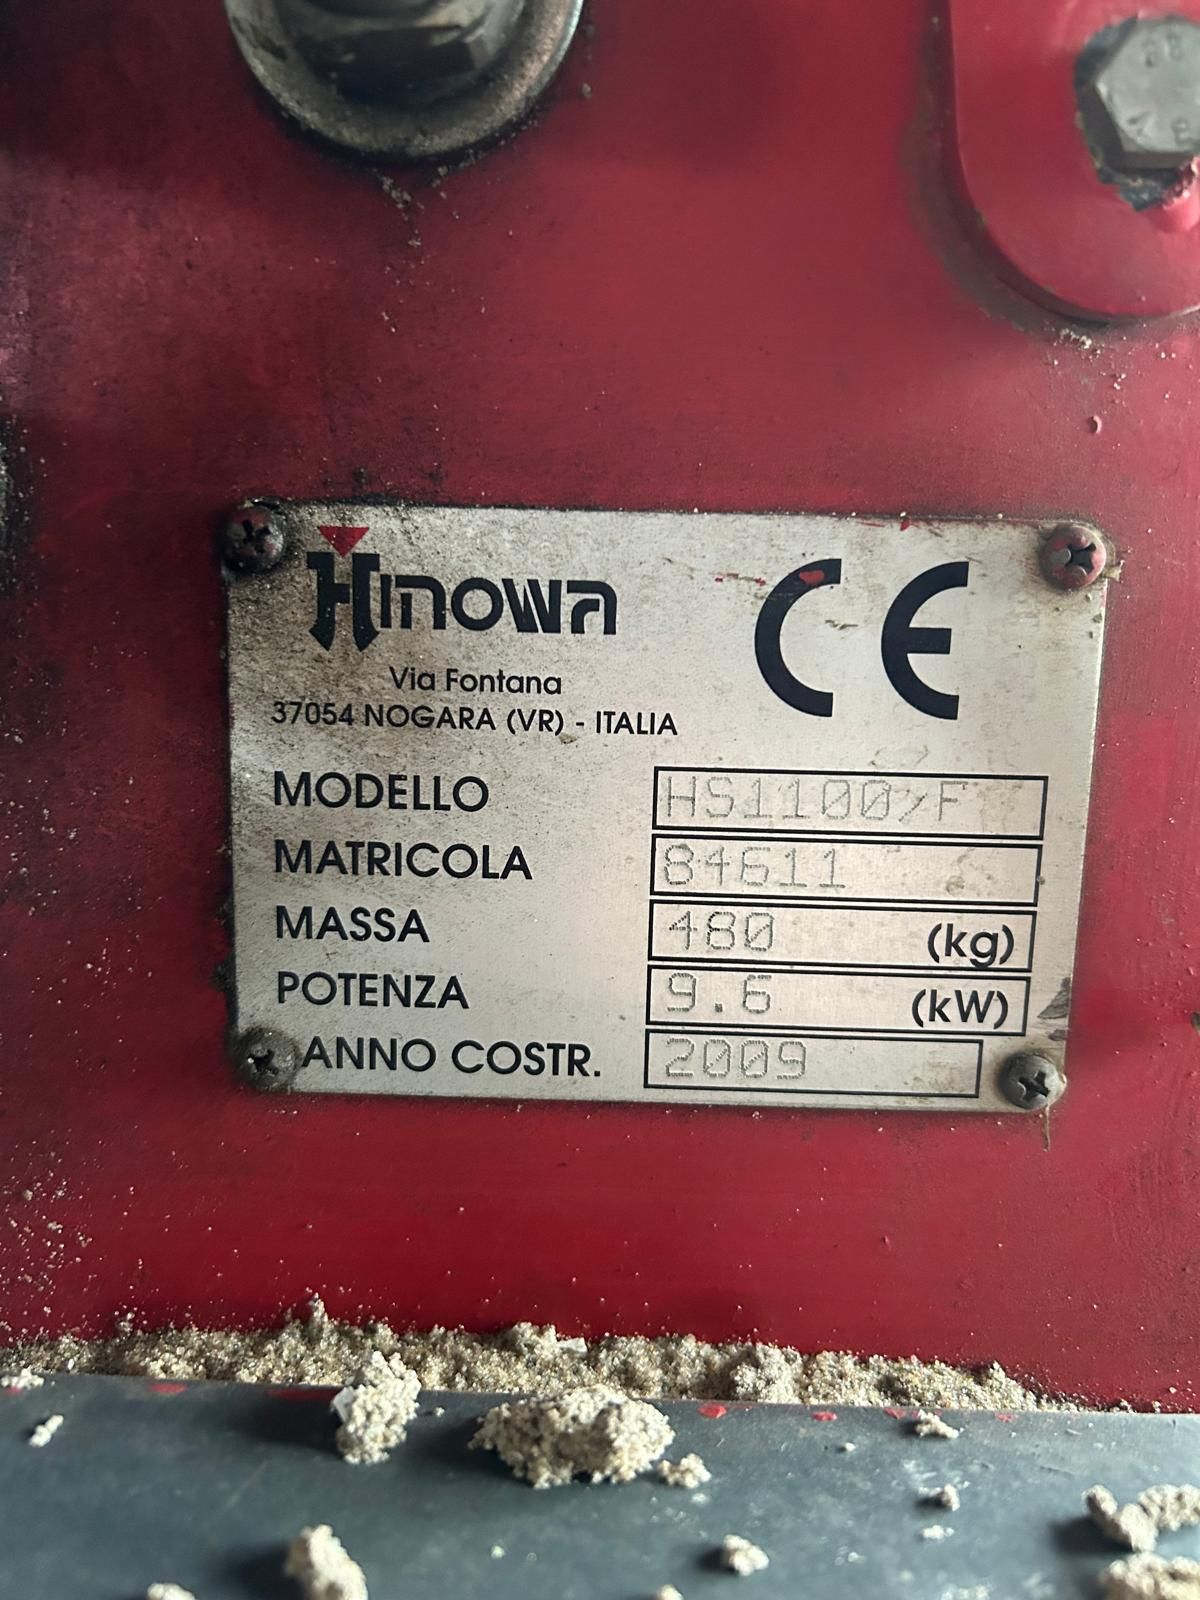 HINOWA CE
Via Fontana
37054 NOGARA (VR) - ITALIA
MODELLO HS1100/F
MATRICOLA 84611
MASSA 480 (kg)
POTENZA 9.6 (kW)
ANNO COSTR. 2009